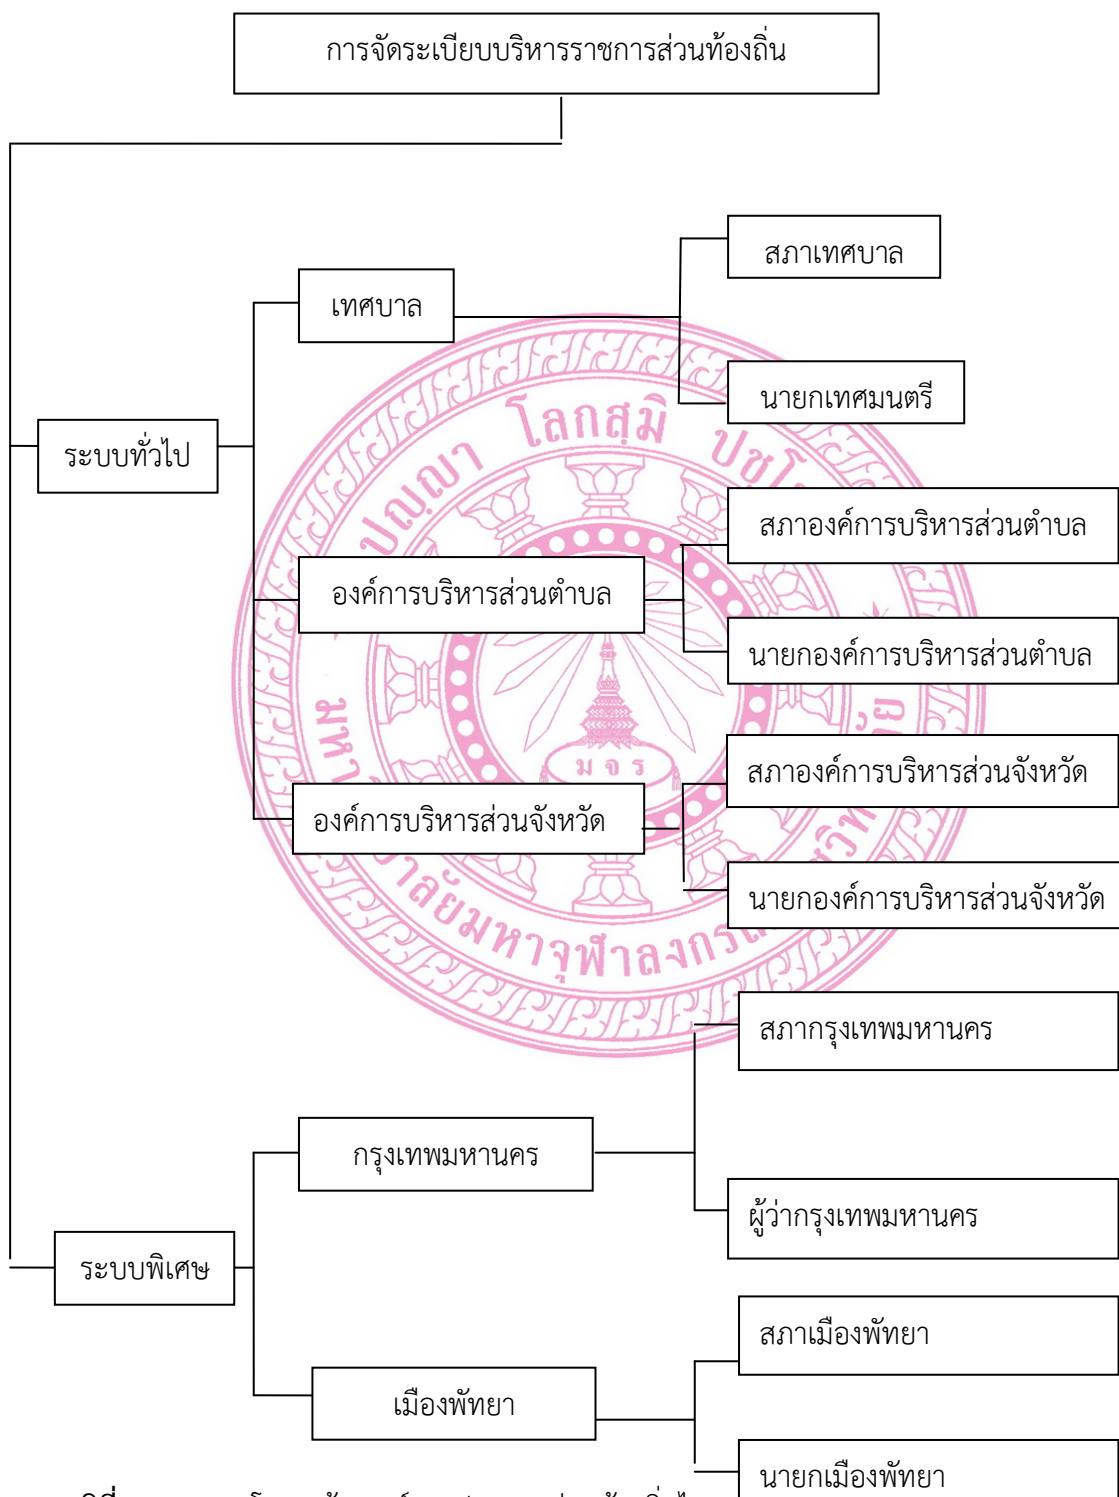 การจัดระเบียบบริหารราชการส่วนท้องถิ่น
สภาเทศบาล
เทศบาล
นายกเทศมนตรี
ระบบทั่วไป
สภาองค์การบริหารส่วนตำบล
องค์การบริหารส่วนตำบล
นายกองค์การบริหารส่วนตำบล
สภาองค์การบริหารส่วนจังหวัด
องค์การบริหารส่วนจังหวัด
นายกองค์การบริหารส่วนจังหวัด
สภากรุงเทพมหานคร
กรุงเทพมหานคร
ผู้ว่ากรุงเทพมหานคร
ระบบพิเศษ
สภาเมืองพัทยา
เมืองพัทยา
นายกเมืองพัทยา
ปญฺญา โลกสฺมิ
ม จ ร